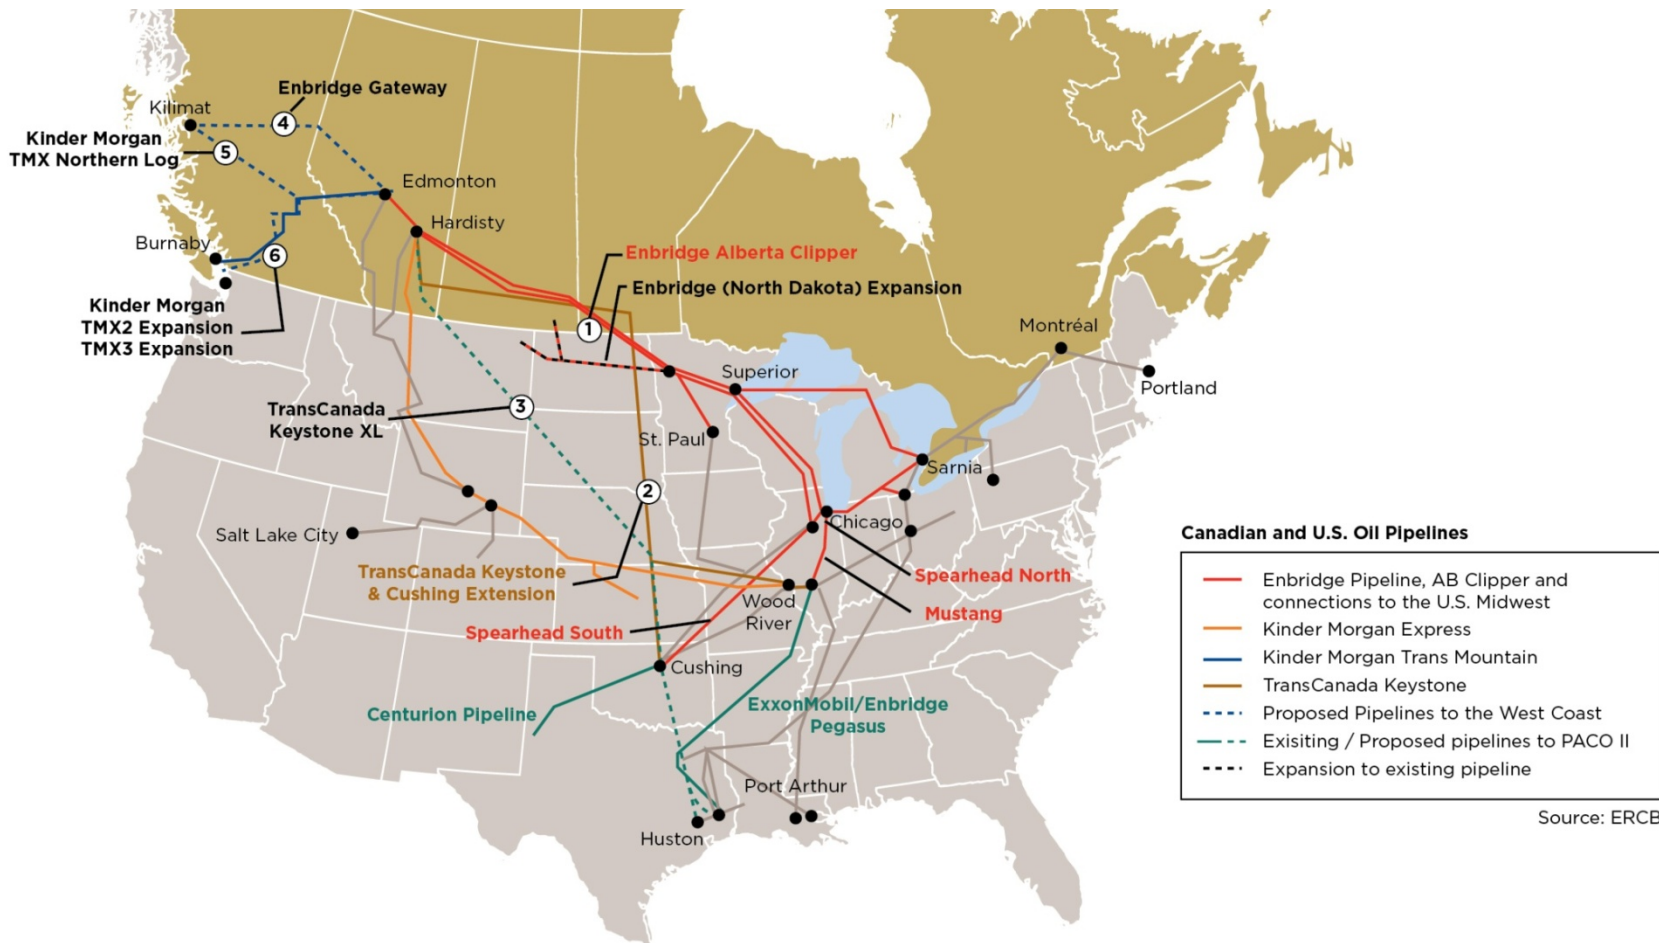 Enbridge Gateway
Kilimat
4
Kinder Morgan
TMX Northern Log
5
Edmonton
Hardisty
Burnaby
6
Kinder Morgan
TMX2 Expansion
TMX3 Expansion
Enbridge Alberta Clipper
Enbridge (North Dakota) Expansion
1
Montréal
Superior
Portland
3
TransCanada
Keystone XL
St. Paul
Sarnia
2
Chicago
Salt Lake City
TransCanada Keystone
& Cushing Extension
Spearhead North
Wood
River
Mustang
Spearhead South
Cushing
Centurion Pipeline
ExxonMobil/Enbridge
Pegasus
Port Arthur
Huston
Canadian and U.S. Oil Pipelines
Enbridge Pipeline, AB Clipper and
connections to the U.S. Midwest
Kinder Morgan Express
Kinder Morgan Trans Mountain
TransCanada Keystone
Proposed Pipelines to the West Coast
Exisiting / Proposed pipelines to PACO II
Expansion to existing pipeline
Source: ERCB